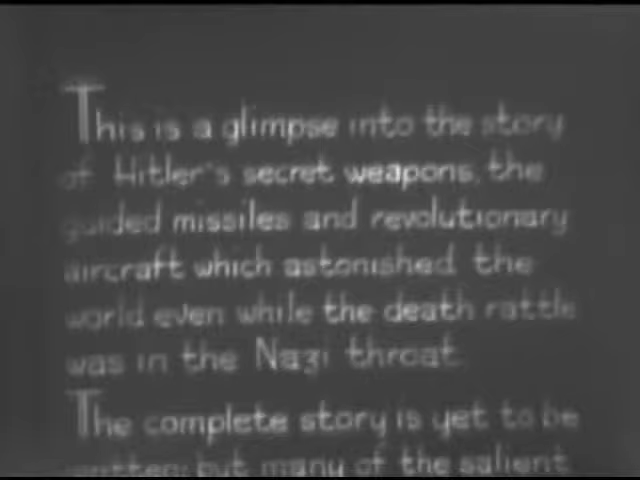 This is a glimpse into the story
of Hitler's secret weapons, the
guided missiles and revolutionary
aircraft which astonished the
world even while the death rattle
was in the Nazi throat.
The complete story is yet to be
written; but many of the salient